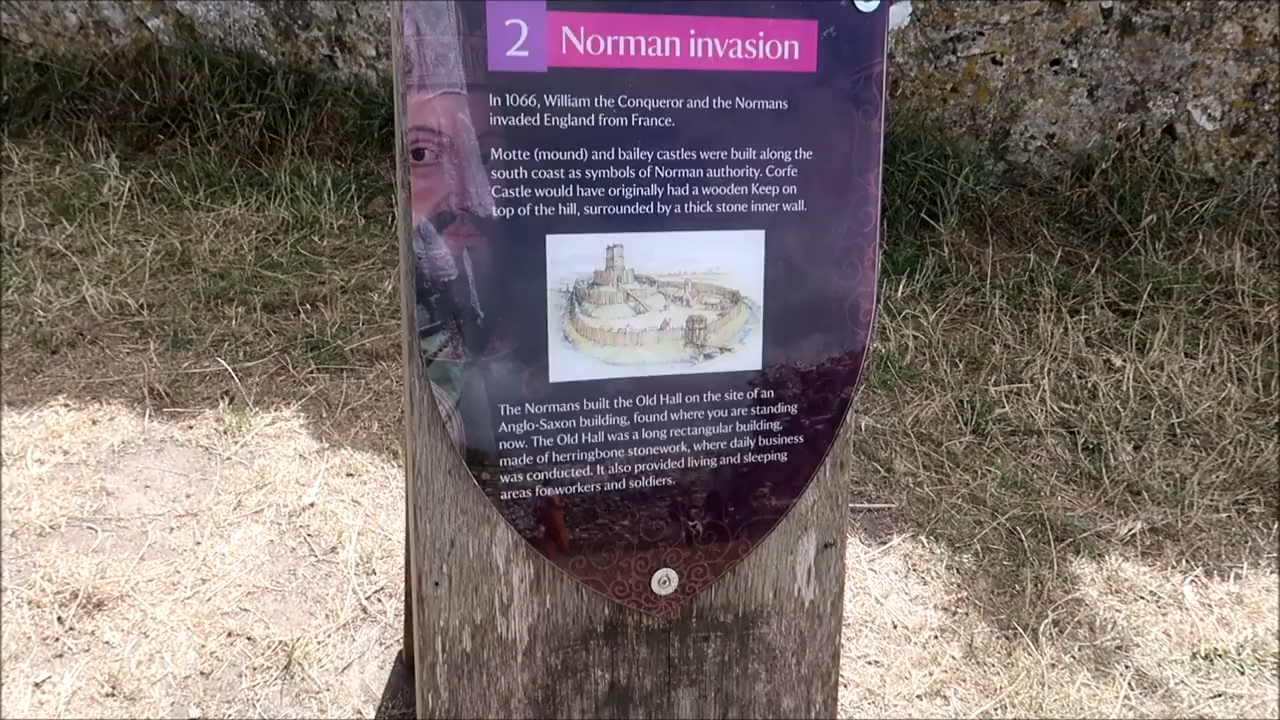 2 Norman invasion
In 1066, William the Conqueror and the Normans
invaded England from France.
Motte (mound) and bailey castles were built along the
south coast as symbols of Norman authority. Corfe
Castle would have originally had a wooden Keep on
top of the hill, surrounded by a thick stone inner wall.
The Normans built the Old Hall on the site of an
Anglo-Saxon building, found where you are standing
now. The Old Hall was a long rectangular building,
made of herringbone stonework, where daily business
was conducted. It also provided living and sleeping
areas for workers and soldiers.